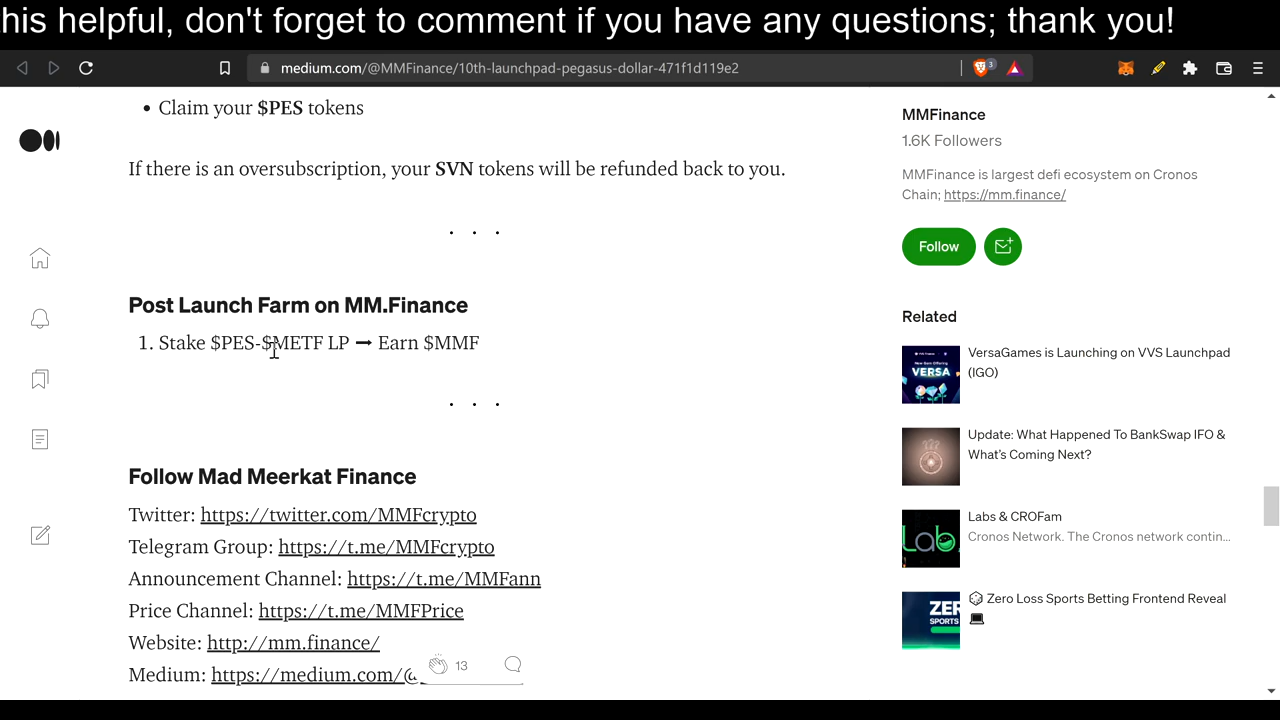 his helpful, don't forget to comment if you have any questions; thank you!
medium.com/@MMFinance/10th-launchpad-pegasus-dollar-471f1d119e2
3
• Claim your $PES tokens
If there is an oversubscription, your SVN tokens will be refunded back to you.
. . .
Post Launch Farm on MM.Finance
1. Stake $PES-$METF LP ➞ Earn $MMF
. . .
Follow Mad Meerkat Finance
Twitter: https://twitter.com/MMFcrypto
Telegram Group: https://t.me/MMFcrypto
Announcement Channel: https://t.me/MMFann
Price Channel: https://t.me/MMFPrice
Website: http://mm.finance/
Medium: https://medium.com/@
13
MMFinance
1.6K Followers
MMFinance is largest defi ecosystem on Cronos
Chain; https://mm.finance/
Follow
Related
VERSA
VersaGames is Launching on VVS Launchpad
(IGO)
Update: What Happened To BankSwap IFO &
What's Coming Next?
Lab
Labs & CROFam
Cronos Network. The Cronos network contin…
ZER
SPORTS
🎲 Zero Loss Sports Betting Frontend Reveal
💻